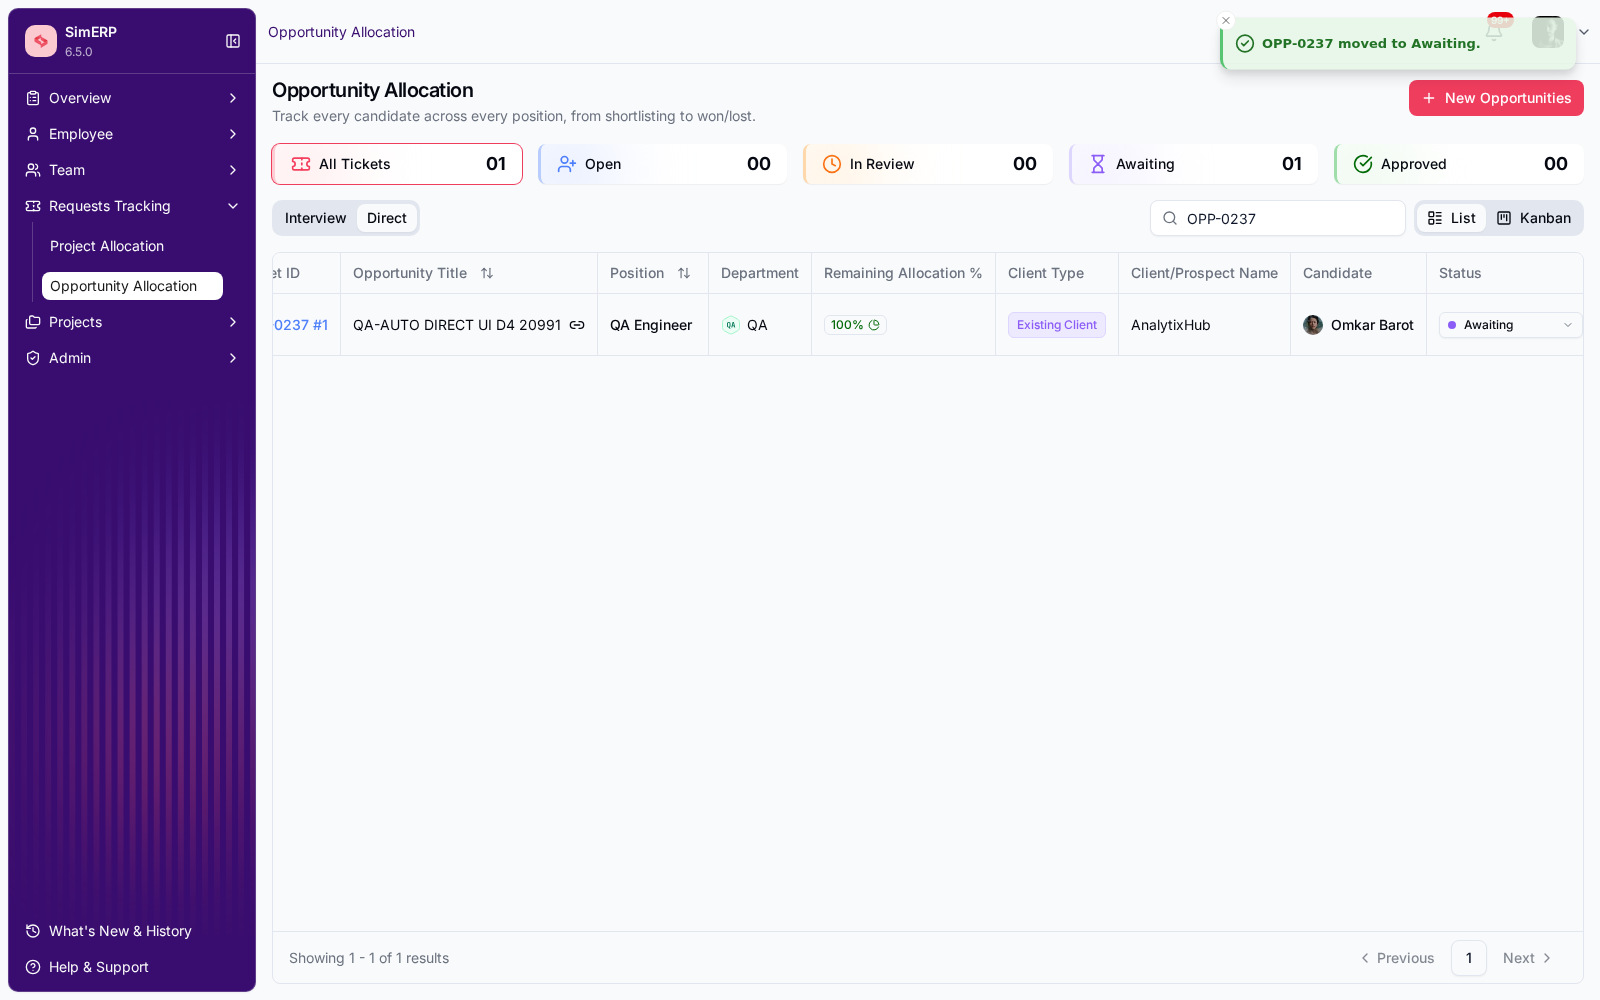 SimERP
6.5.0
Overview
Employee
Team
Requests Tracking
Project Allocation
Opportunity Allocation
Projects
Admin
What's New & History
Help & Support
Opportunity Allocation
OPP-0237 moved to Awaiting.
Opportunity Allocation
Track every candidate across every position, from shortlisting to won/lost.
New Opportunities
All Tickets 01
Open 00
In Review 00
Awaiting 01
Approved 00
Interview Direct
OPP-0237
List Kanban
et ID Opportunity Title Position Department Remaining Allocation % Client Type Client/Prospect Name Candidate Status
-0237 #1 QA-AUTO DIRECT UI D4 20991 QA Engineer QA QA 100% Existing Client AnalytixHub Omkar Barot Awaiting
Showing 1 - 1 of 1 results
Previous 1 Next